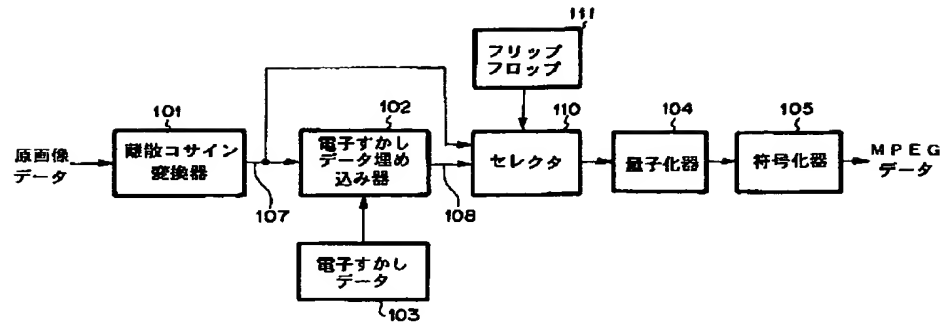 111
フリップ
フロップ
101
102
110
104
105
原画像
データ
離散コサイン
変換器
電子すかし
データ埋め
込み器
セレクタ
量子化器
符号化器
MPEG
データ
107
108
電子すかし
データ
103